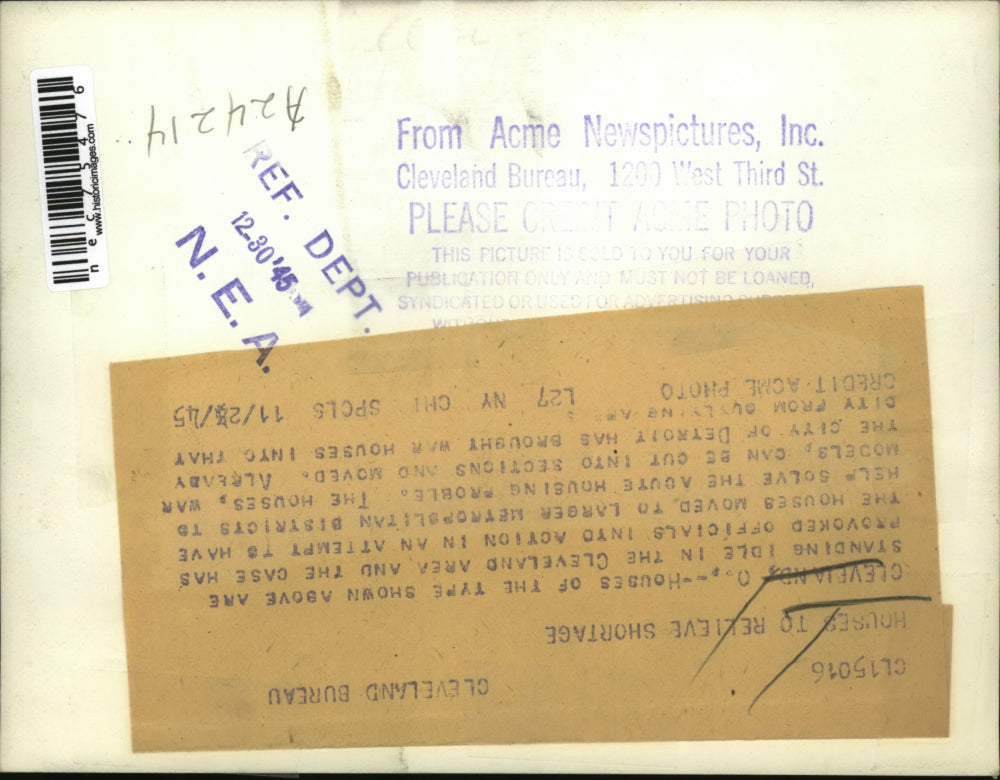 A24214
www.historicimages.com
nec75476
REF. DEPT.
12-30'45
N. E. A.
From Acme Newspictures, Inc.
Cleveland Bureau, 1200 West Third St.
PLEASE CREDIT ACME PHOTO
THIS PICTURE IS SOLD TO YOU FOR YOUR
PUBLICATION ONLY AND MUST NOT BE LOANED,
SYNDICATED OR USED FOR ADVERTISING
CL15016 CLEVELAND BUREAU
HOUSES TO RELIEVE SHORTAGE
CLEVELAND, O.,--HOUSES OF THE TYPE SHOWN ABOVE ARE
STANDING IDLE IN THE CLEVELAND AREA AND THE CASE HAS
PROVOKED OFFICIALS INTO ACTION IN AN ATTEMPT TO HAVE
THE HOUSES MOVED TO LARGER METROPOLITAN DISTRICTS TO
HELP SOLVE THE ACUTE HOUSING PROBLE. THE HOUSES, WAR
MODELS, CAN BE CUT INTO SECTIONS AND MOVED. ALREADY
THE CITY OF DETROIT HAS BROUGHT WAR HOUSES INTO THAT
CITY FROM OUTLYING
CREDIT ACME PHOTO L27 NY CHI SPCLS 11/2/45